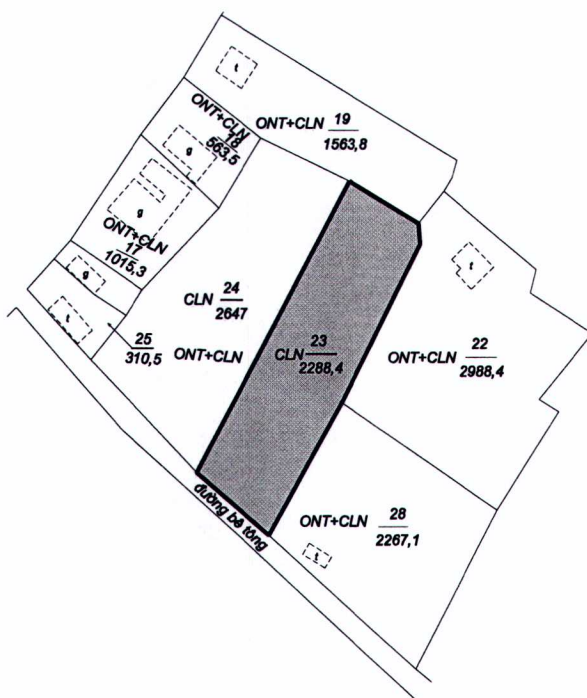 t
ONT+CLN 19
1563,8
ONT+CLN
18
563,5
g
g
ONT+CLN
17
1015,3
g
t
CLN 24
2647
25
310,5 ONT+CLN
CLN 23
2288,4
t
ONT+CLN 22
2988,4
đường bê tông
ONT+CLN 28
2267,1
t